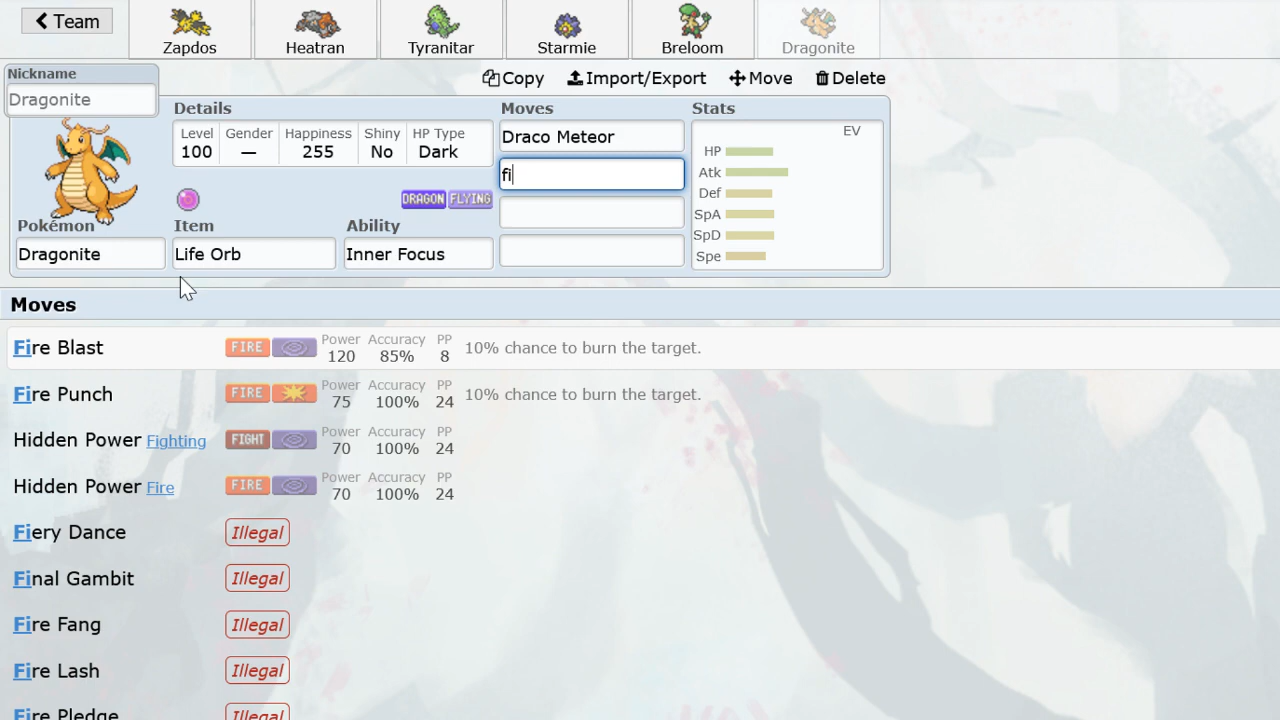 Team
Zapdos
Heatran
Tyranitar
Starmie
Breloom
Dragonite
Copy
Import/Export
Move
Delete
Nickname
Dragonite
Details
Level
100
Gender
—
Happiness
255
Shiny
No
HP Type
Dark
DRAGON FLYING
Pokémon
Dragonite
Item
Life Orb
Ability
Inner Focus
Moves
Draco Meteor
fi
Stats
EV
HP
Atk
Def
SpA
SpD
Spe
Moves
Fire Blast FIRE Power 120 Accuracy 85% PP 8 10% chance to burn the target.
Fire Punch FIRE Power 75 Accuracy 100% PP 24 10% chance to burn the target.
Hidden Power Fighting FIGHT Power 70 Accuracy 100% PP 24
Hidden Power Fire FIRE Power 70 Accuracy 100% PP 24
Fiery Dance Illegal
Final Gambit Illegal
Fire Fang Illegal
Fire Lash Illegal
Fire Pledge Illegal